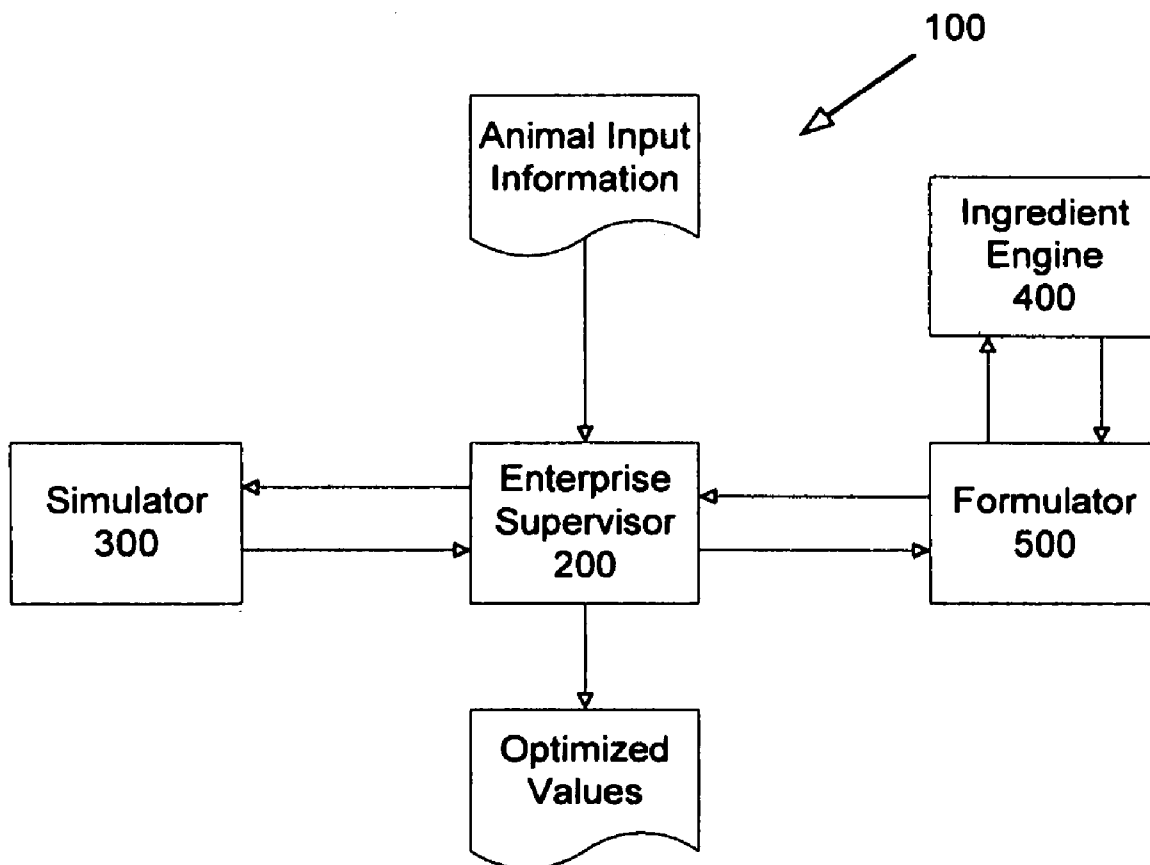 100
Animal Input
Information
Ingredient
Engine
400
Simulator
300
Enterprise
Supervisor
200
Formulator
500
Optimized
Values